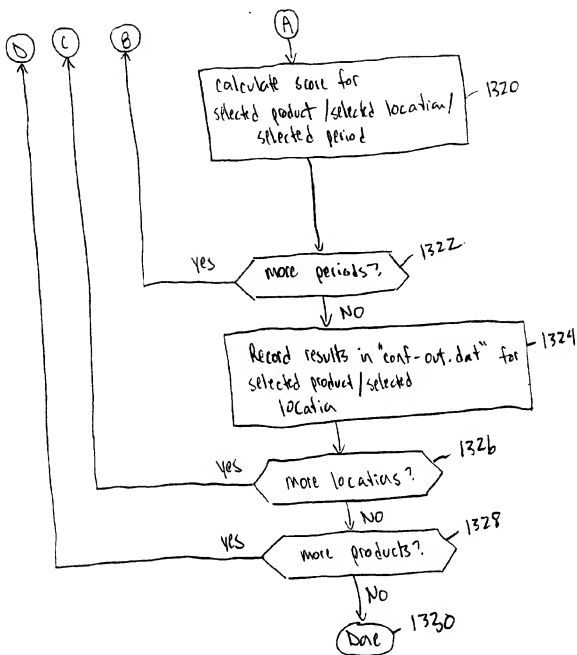 D C B A
calculate score for
selected product /selected location/
selected period
1320
more periods?
1322
yes
NO
Record results in "conf-out.dat" for
selected product/selected
location
1324
more locations?
1326
yes
NO
more products?
1328
yes
NO
Done
1330